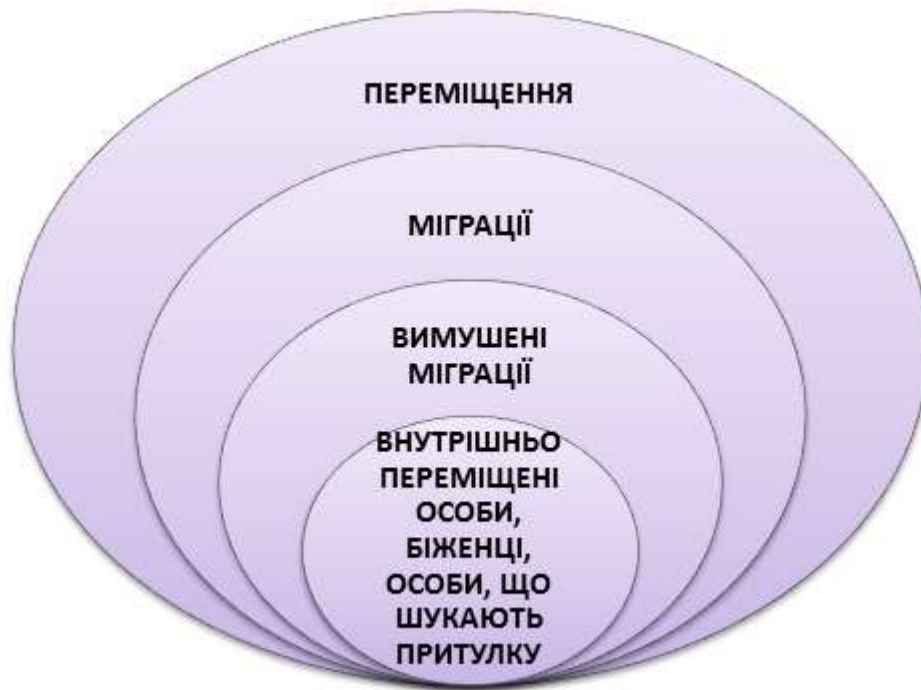 ПЕРЕМІЩЕННЯ
МІГРАЦІЇ
ВИМУШЕНІ
МІГРАЦІЇ
ВНУТРІШНЬО
ПЕРЕМІЩЕНІ
ОСОБИ,
БІЖЕНЦІ,
ОСОБИ, ЩО
ШУКАЮТЬ
ПРИТУЛКУ